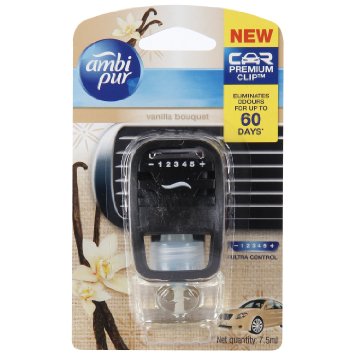 ambi
pur
NEW
CAR
PREMIUM
CLIP™
vanilla bouquet
ELIMINATES
ODOURS
FOR UP TO
60
DAYS*
− 1 2 3 4 5 +
− 1 2 3 4 5 +
ULTRA CONTROL
Net quantity: 7.5ml